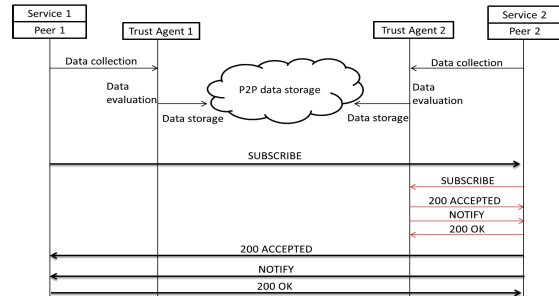 Service 1
Peer 1
Trust Agent 1
Trust Agent 2
Service 2
Peer 2
Data collection
Data collection
Data
evaluation
P2P data storage
Data
evaluation
Data storage
Data storage
SUBSCRIBE
SUBSCRIBE
200 ACCEPTED
NOTIFY
200 OK
200 ACCEPTED
NOTIFY
200 OK